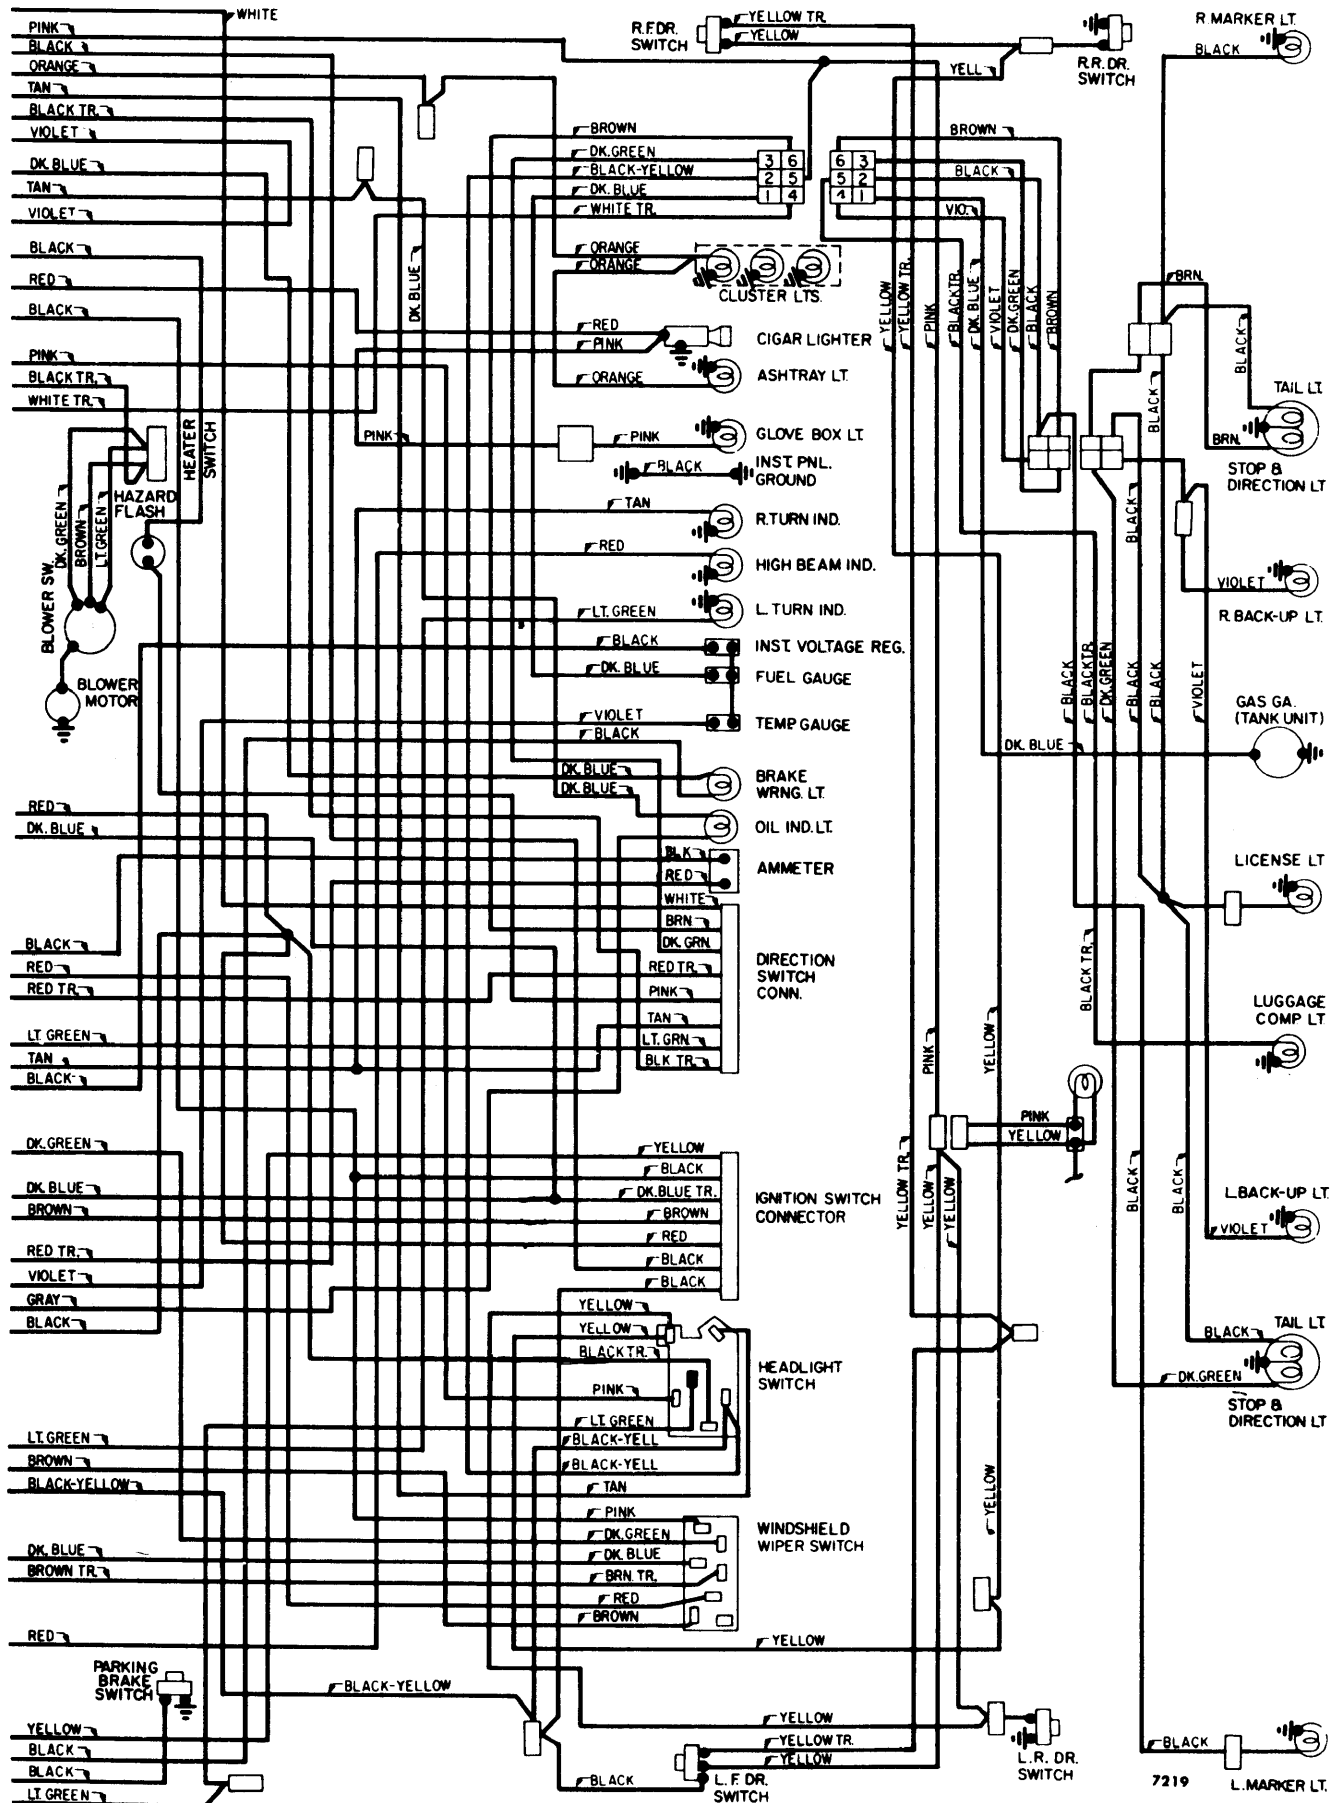 WHITE
PINK
BLACK
ORANGE
TAN
BLACK TR.
VIOLET
DK. BLUE
TAN
VIOLET
BLACK
RED
BLACK
PINK
BLACK TR.
WHITE TR.
HEATER
SWITCH
HAZARD
FLASH
DK. GREEN
BROWN
LT. GREEN
BLOWER SW.
BLOWER
MOTOR
RED
DK. BLUE
BLACK
RED
RED TR.
LT. GREEN
TAN
BLACK
DK. GREEN
DK. BLUE
BROWN
RED TR.
VIOLET
GRAY
BLACK
LT. GREEN
BROWN
BLACK-YELLOW
DK. BLUE
BROWN TR.
RED
PARKING
BRAKE
SWITCH
YELLOW
BLACK
BLACK
LT. GREEN
BLACK-YELLOW
R.F. DR.
SWITCH
YELLOW TR.
YELLOW
YELL
R.R. DR.
SWITCH
BROWN
DK. GREEN
BLACK-YELLOW
DK. BLUE
WHITE TR.
3 6
2 5
1 4
6 3
5 2
4 1
BROWN
BLACK
VIO.
DK. BLUE
ORANGE
ORANGE
CLUSTER LTS.
RED
PINK
CIGAR LIGHTER
ORANGE
ASHTRAY LT.
PINK
PINK
GLOVE BOX LT.
BLACK
INST. PNL.
GROUND
TAN
R. TURN IND.
RED
HIGH BEAM IND.
LT. GREEN
L. TURN IND.
BLACK
INST. VOLTAGE REG.
DK. BLUE
FUEL GAUGE
VIOLET
BLACK
TEMP GAUGE
DK. BLUE
DK. BLUE
BRAKE
WRNG. LT.
OIL IND. LT.
BLK
RED
AMMETER
WHITE
BRN
DK. GRN.
RED TR.
PINK
TAN
LT. GRN
BLK TR.
DIRECTION
SWITCH
CONN.
YELLOW
BLACK
DK. BLUE TR.
BROWN
RED
BLACK
BLACK
IGNITION SWITCH
CONNECTOR
YELLOW
YELLOW
BLACK TR.
PINK
LT. GREEN
BLACK-YELL
BLACK-YELL
TAN
HEADLIGHT
SWITCH
PINK
DK. GREEN
DK. BLUE
BRN. TR.
RED
BROWN
WINDSHIELD
WIPER SWITCH
YELLOW
YELLOW
YELLOW TR.
YELLOW
BLACK
L. F. DR.
SWITCH
L. R. DR.
SWITCH
YELLOW
YELLOW TR.
PINK
BLACK TR.
DK. BLUE
VIOLET
DK. GREEN
BLACK
BROWN
DK. BLUE
BLACK
BLACK TR.
DK. GREEN
BLACK
BLACK
VIOLET
BLACK TR.
PINK
YELLOW
PINK
YELLOW
YELLOW TR.
YELLOW
YELLOW
YELLOW
BLACK
BLACK
R. MARKER LT.
BLACK
BRN.
BLACK
BLACK
BRN.
TAIL LT.
STOP &
DIRECTION LT
BLACK
VIOLET
R. BACK-UP LT.
GAS GA.
(TANK UNIT)
LICENSE LT
LUGGAGE
COMP. LT
L. BACK-UP LT.
VIOLET
TAIL LT.
BLACK
DK. GREEN
STOP &
DIRECTION LT
BLACK
7219
L. MARKER LT.